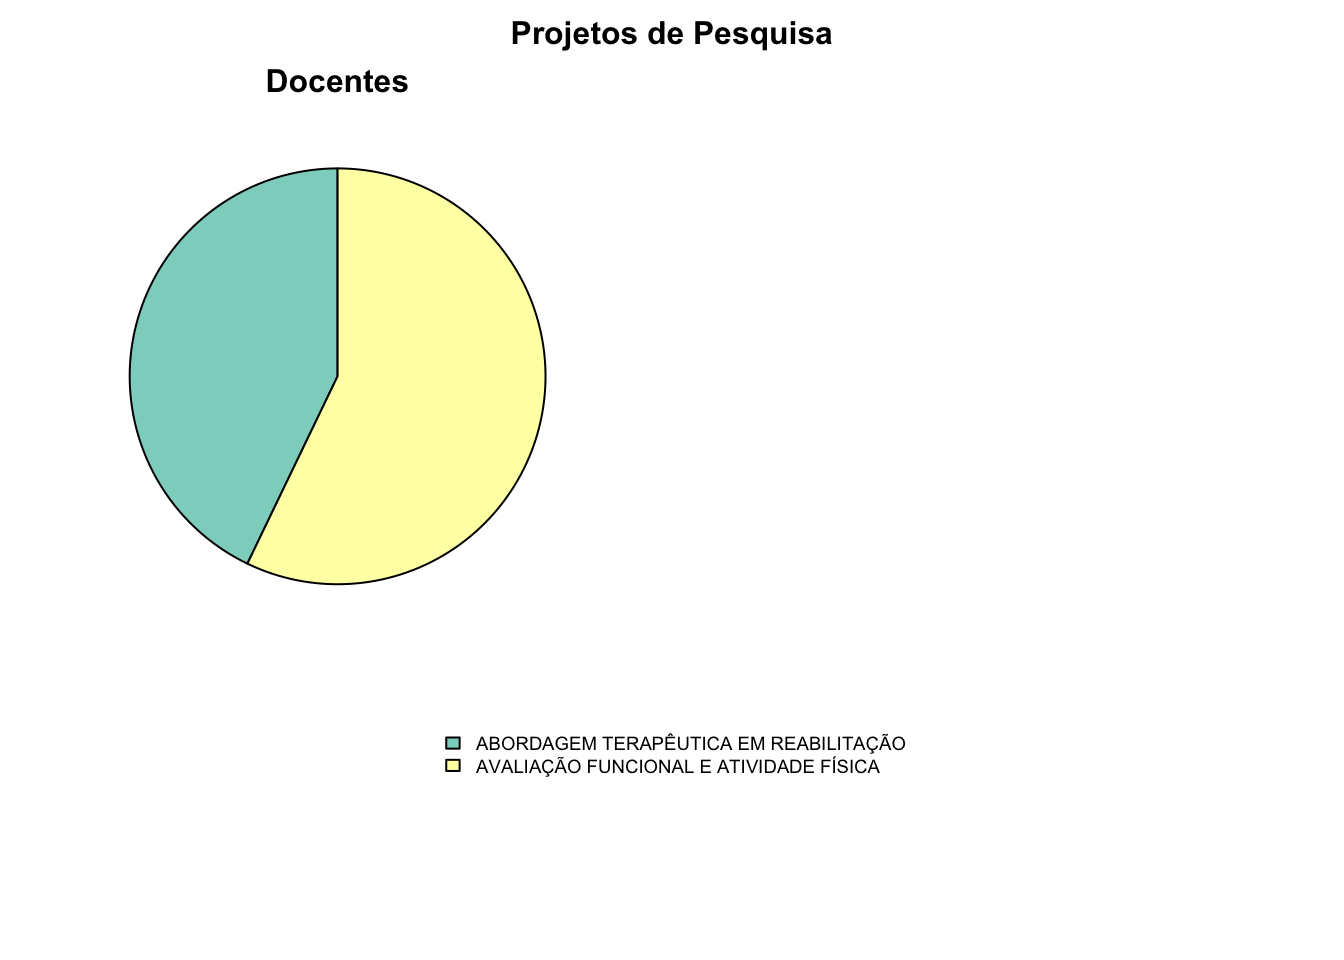 Projetos de Pesquisa
Docentes
ABORDAGEM TERAPÊUTICA EM REABILITAÇÃO
AVALIAÇÃO FUNCIONAL E ATIVIDADE FÍSICA